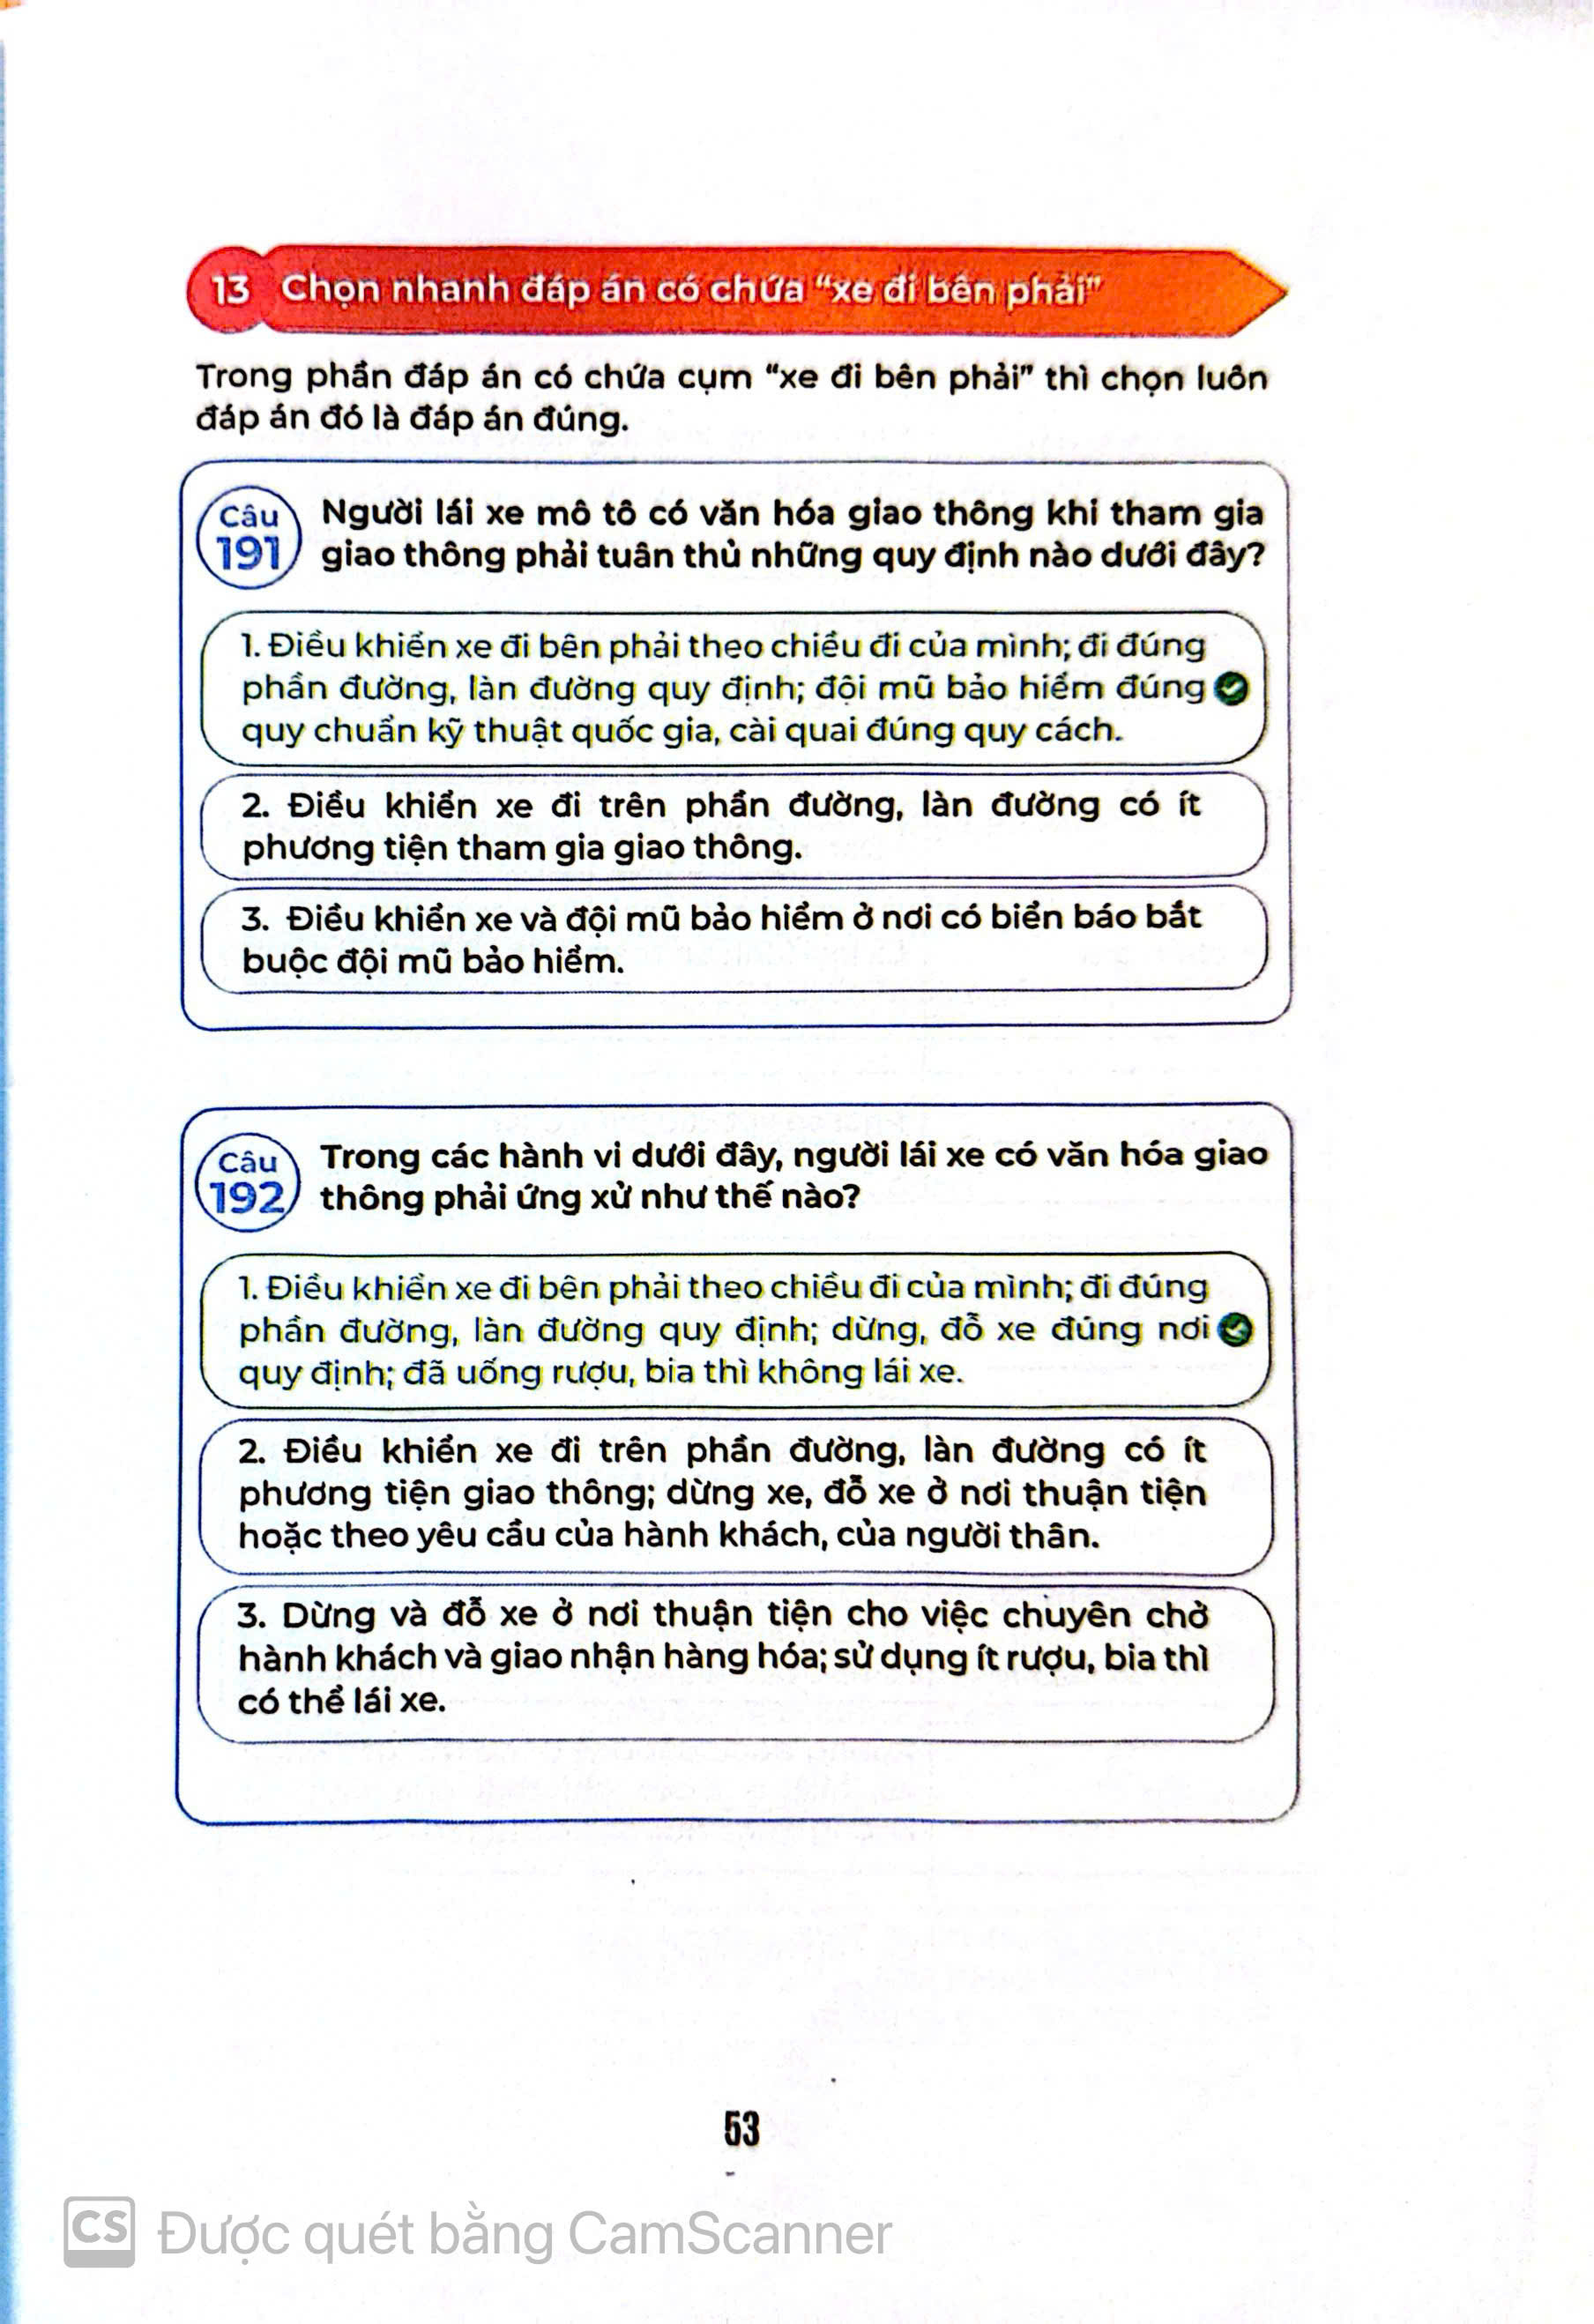 13 Chọn nhanh đáp án có chứa “xe đi bên phải”
Trong phần đáp án có chứa cụm “xe đi bên phải” thì chọn luôn
đáp án đó là đáp án đúng.
Câu
191
Người lái xe mô tô có văn hóa giao thông khi tham gia
giao thông phải tuân thủ những quy định nào dưới đây?
1. Điều khiển xe đi bên phải theo chiều đi của mình; đi đúng
phần đường, làn đường quy định; đội mũ bảo hiểm đúng
quy chuẩn kỹ thuật quốc gia, cài quai đúng quy cách.
2. Điều khiển xe đi trên phần đường, làn đường có ít
phương tiện tham gia giao thông.
3. Điều khiển xe và đội mũ bảo hiểm ở nơi có biển báo bắt
buộc đội mũ bảo hiểm.
Câu
192
Trong các hành vi dưới đây, người lái xe có văn hóa giao
thông phải ứng xử như thế nào?
1. Điều khiển xe đi bên phải theo chiều đi của mình; đi đúng
phần đường, làn đường quy định; dừng, đỗ xe đúng nơi
quy định; đã uống rượu, bia thì không lái xe.
2. Điều khiển xe đi trên phần đường, làn đường có ít
phương tiện giao thông; dừng xe, đỗ xe ở nơi thuận tiện
hoặc theo yêu cầu của hành khách, của người thân.
3. Dừng và đỗ xe ở nơi thuận tiện cho việc chuyên chở
hành khách và giao nhận hàng hóa; sử dụng ít rượu, bia thì
có thể lái xe.
53
CS Được quét bằng CamScanner